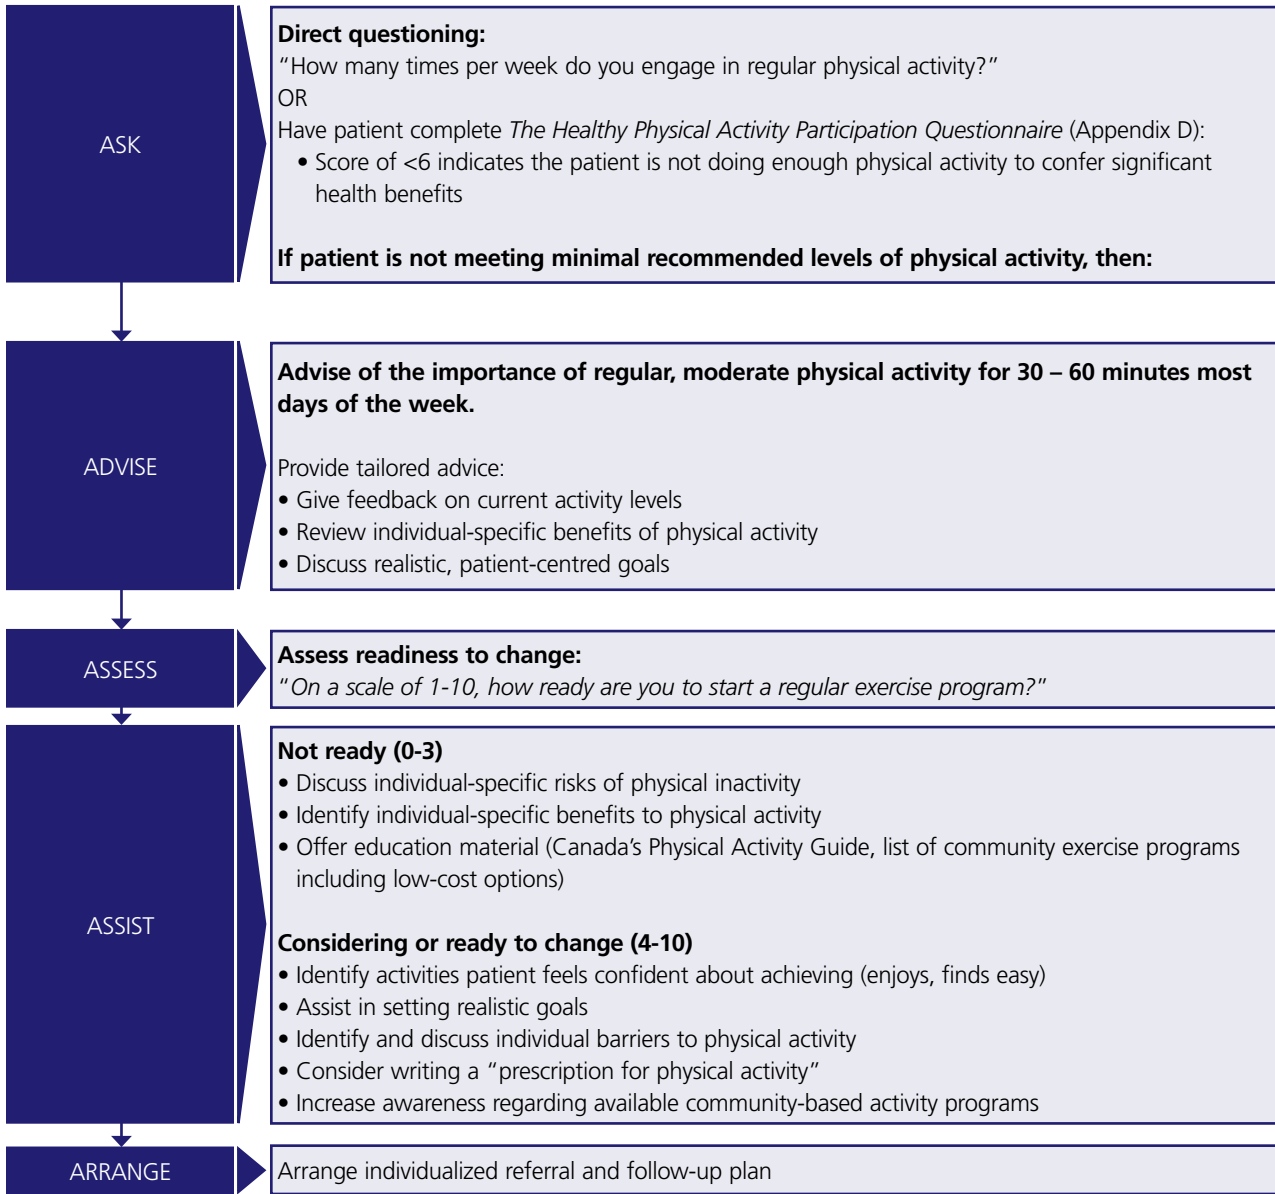 ASK
Direct questioning:
“How many times per week do you engage in regular physical activity?”
OR
Have patient complete The Healthy Physical Activity Participation Questionnaire (Appendix D):
• Score of <6 indicates the patient is not doing enough physical activity to confer significant
health benefits
If patient is not meeting minimal recommended levels of physical activity, then:
ADVISE
Advise of the importance of regular, moderate physical activity for 30 – 60 minutes most
days of the week.
Provide tailored advice:
• Give feedback on current activity levels
• Review individual-specific benefits of physical activity
• Discuss realistic, patient-centred goals
ASSESS
Assess readiness to change:
“On a scale of 1-10, how ready are you to start a regular exercise program?”
ASSIST
Not ready (0-3)
• Discuss individual-specific risks of physical inactivity
• Identify individual-specific benefits to physical activity
• Offer education material (Canada’s Physical Activity Guide, list of community exercise programs
including low-cost options)
Considering or ready to change (4-10)
• Identify activities patient feels confident about achieving (enjoys, finds easy)
• Assist in setting realistic goals
• Identify and discuss individual barriers to physical activity
• Consider writing a “prescription for physical activity”
• Increase awareness regarding available community-based activity programs
ARRANGE
Arrange individualized referral and follow-up plan